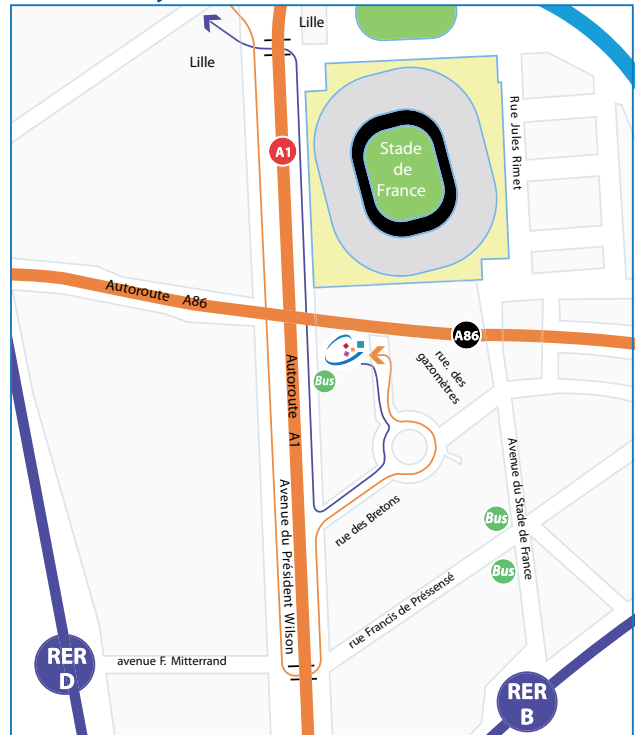 Lille
Lille
A1
Stade
de
France
Rue Jules Rimet
Autoroute A86
A86
rue. des
gazomètres
Bus
Autoroute A1
Avenue du Président Wilson
rue des Bretons
Avenue du Stade de France
Bus
Bus
rue Francis de Préssensé
avenue F. Mitterrand
RER
D
RER
B